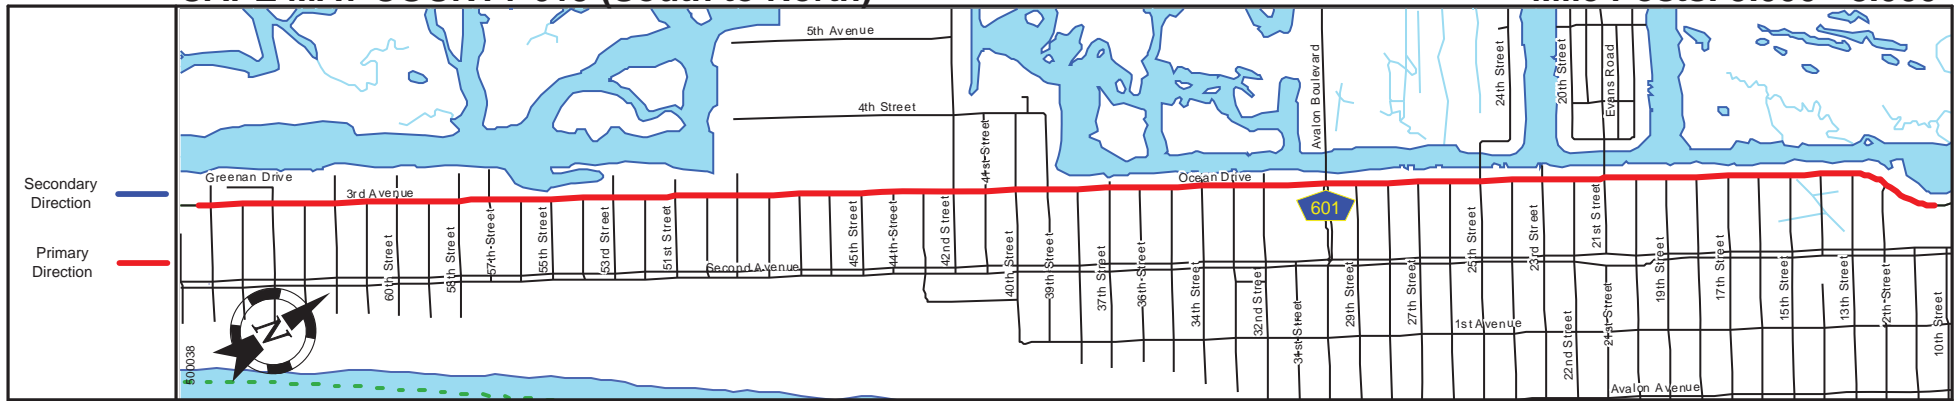 Secondary
Direction
Primary
Direction
5th Avenue
4th Street
Greenan Drive
3rd Avenue
Ocean Drive
Second Avenue
1st Avenue
Avalon Avenue
Avalon Boulevard
24th Street
20th Street
Evans Road
601
41st Street
60th Street
58th Street
57th Street
55th Street
53rd Street
51st Street
45th Street
44th Street
42nd Street
40th Street
39th Street
37th Street
36th Street
34th Street
32nd Street
31st Street
29th Street
27th Street
25th Street
23rd Street
22nd Street
21st Street
21st Street
19th Street
17th Street
15th Street
13th Street
12th Street
10th Street
N
500038